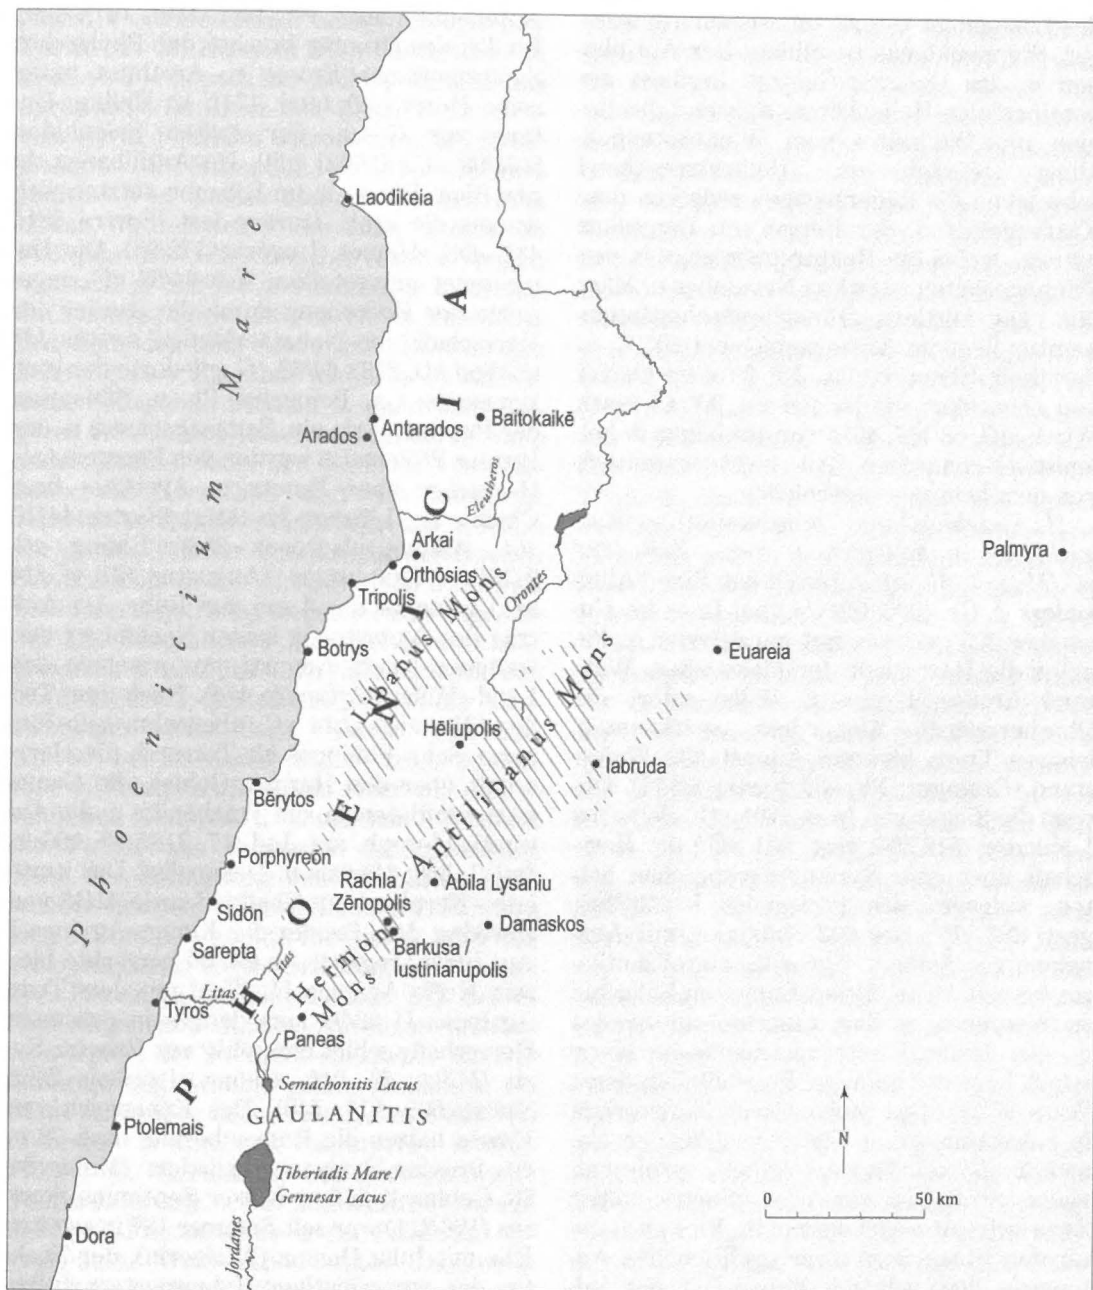 Laodikeia
Phoenicium Mare
PHOENICIA
Baitokaikē
Antarados
Arados
Eleutheros
Arkai
Orthōsias
Tripolis
Orontes
Palmyra
Libanus Mons
Botrys
Euareia
Hēliupolis
Antilibanus Mons
Iabruda
Bērytos
Porphyreōn
Rachla /
Zēnopolis
Abila Lysaniu
Sidōn
Damaskos
Sarepta
Barkusa /
Iustinianupolis
Hermon
Mons
Litas
Litas
Tyros
Paneas
Semachonitis Lacus
GAULANITIS
Ptolemais
N
Tiberiadis Mare /
Gennesar Lacus
0 50 km
Dora
Jordanes